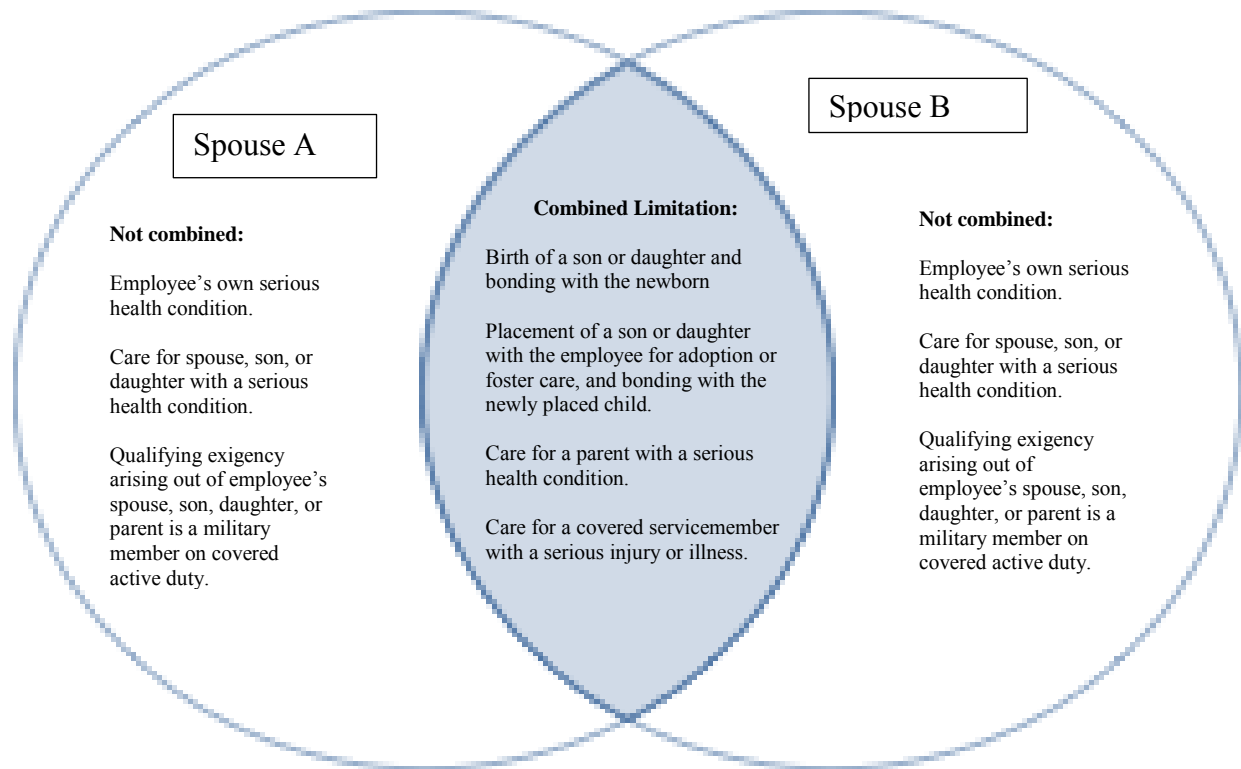 Spouse A
Not combined:
Employee’s own serious
health condition.
Care for spouse, son, or
daughter with a serious
health condition.
Qualifying exigency
arising out of employee’s
spouse, son, daughter, or
parent is a military
member on covered
active duty.
Combined Limitation:
Birth of a son or daughter and
bonding with the newborn
Placement of a son or daughter
with the employee for adoption or
foster care, and bonding with the
newly placed child.
Care for a parent with a serious
health condition.
Care for a covered servicemember
with a serious injury or illness.
Spouse B
Not combined:
Employee’s own serious
health condition.
Care for spouse, son, or
daughter with a serious
health condition.
Qualifying exigency
arising out of
employee’s spouse, son,
daughter, or parent is a
military member on
covered active duty.